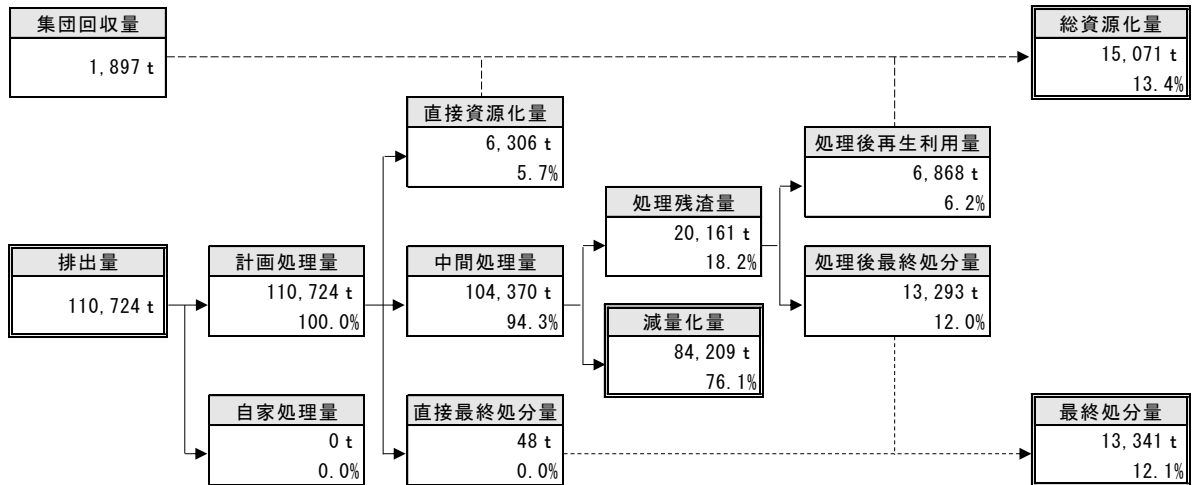 集団回収量
1,897 t
総資源化量
15,071 t
13.4%
直接資源化量
6,306 t
5.7%
処理後再生利用量
6,868 t
6.2%
処理残渣量
20,161 t
18.2%
排出量
110,724 t
計画処理量
110,724 t
100.0%
中間処理量
104,370 t
94.3%
処理後最終処分量
13,293 t
12.0%
減量化量
84,209 t
76.1%
自家処理量
0 t
0.0%
直接最終処分量
48 t
0.0%
最終処分量
13,341 t
12.1%